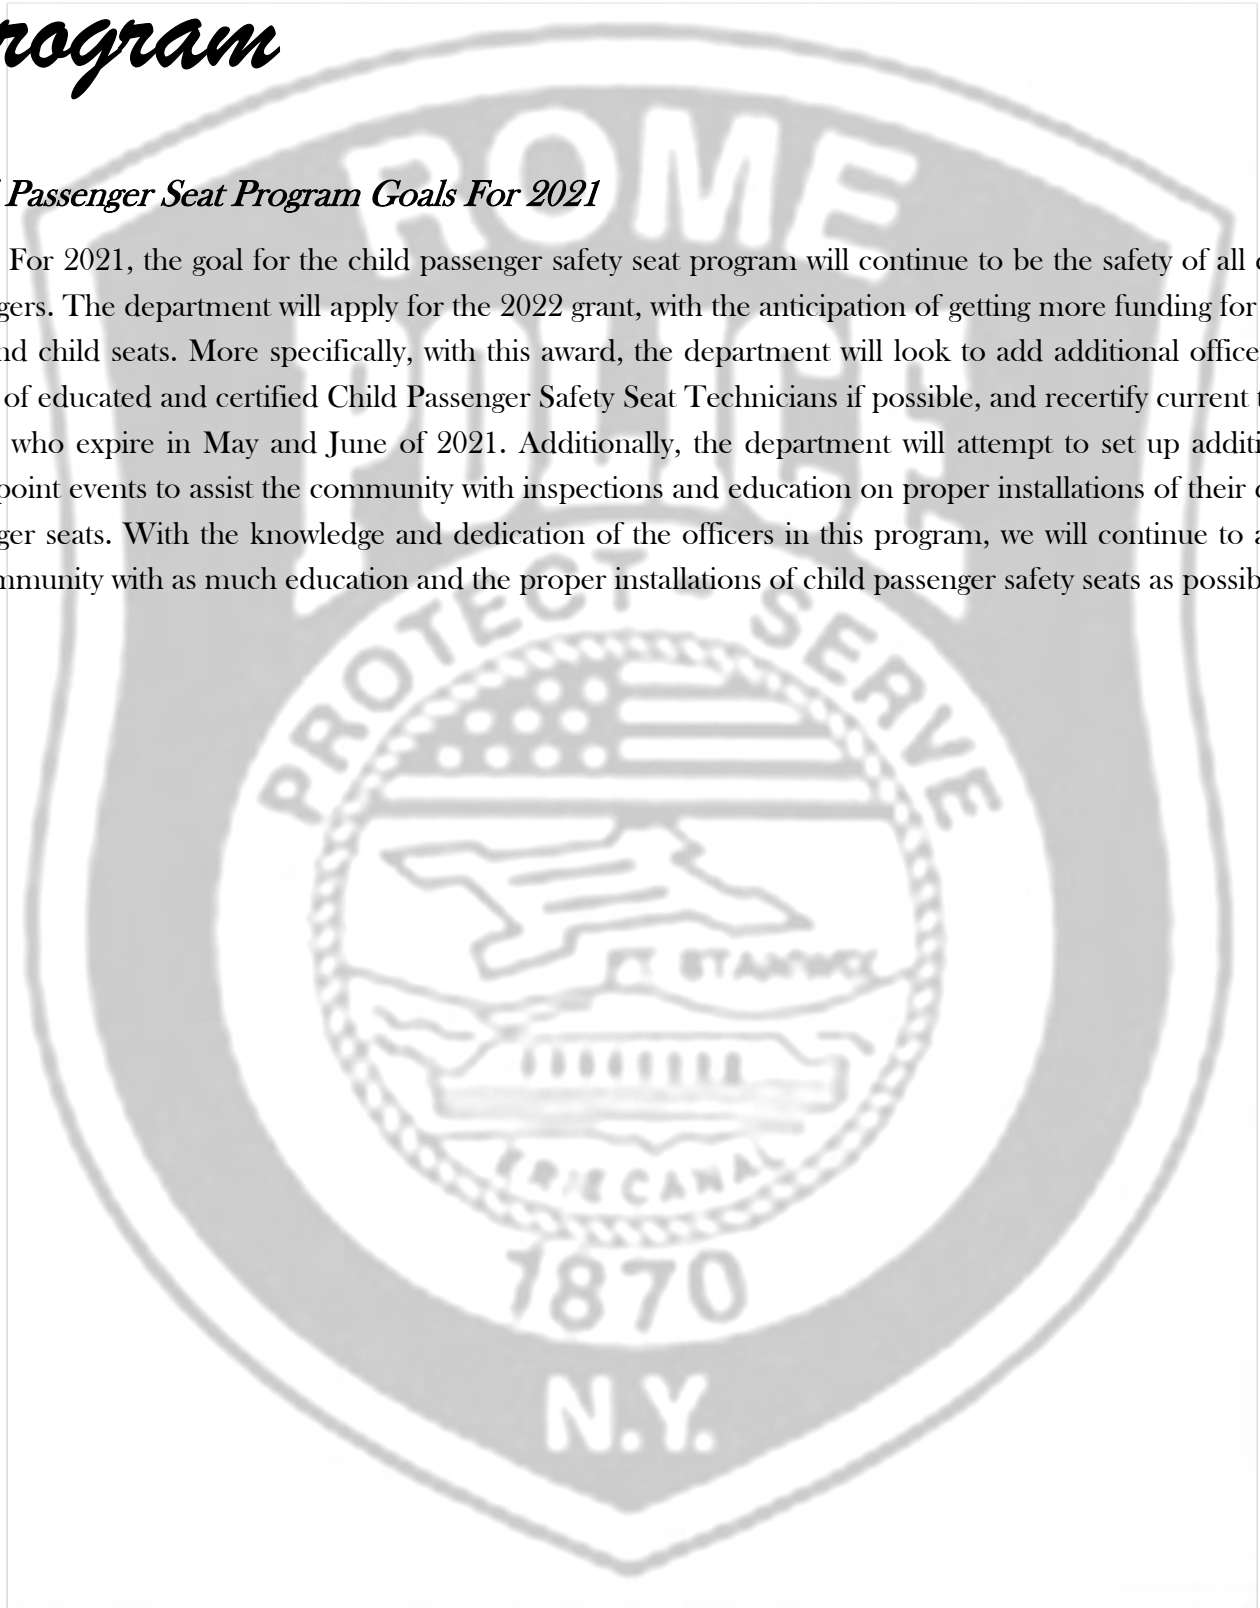 rogram
Passenger Seat Program Goals For 2021
For 2021, the goal for the child passenger safety seat program will continue to be the safety of all
gers. The department will apply for the 2022 grant, with the anticipation of getting more funding for
nd child seats. More specifically, with this award, the department will look to add additional office
of educated and certified Child Passenger Safety Seat Technicians if possible, and recertify current
who expire in May and June of 2021. Additionally, the department will attempt to set up additi
point events to assist the community with inspections and education on proper installations of their
ger seats. With the knowledge and dedication of the officers in this program, we will continue to a
mmunity with as much education and the proper installations of child passenger safety seats as possib
ROME
POLICE
PROTECT - SERVE
FT STANWIX
ERIE CANAL
1870
N.Y.